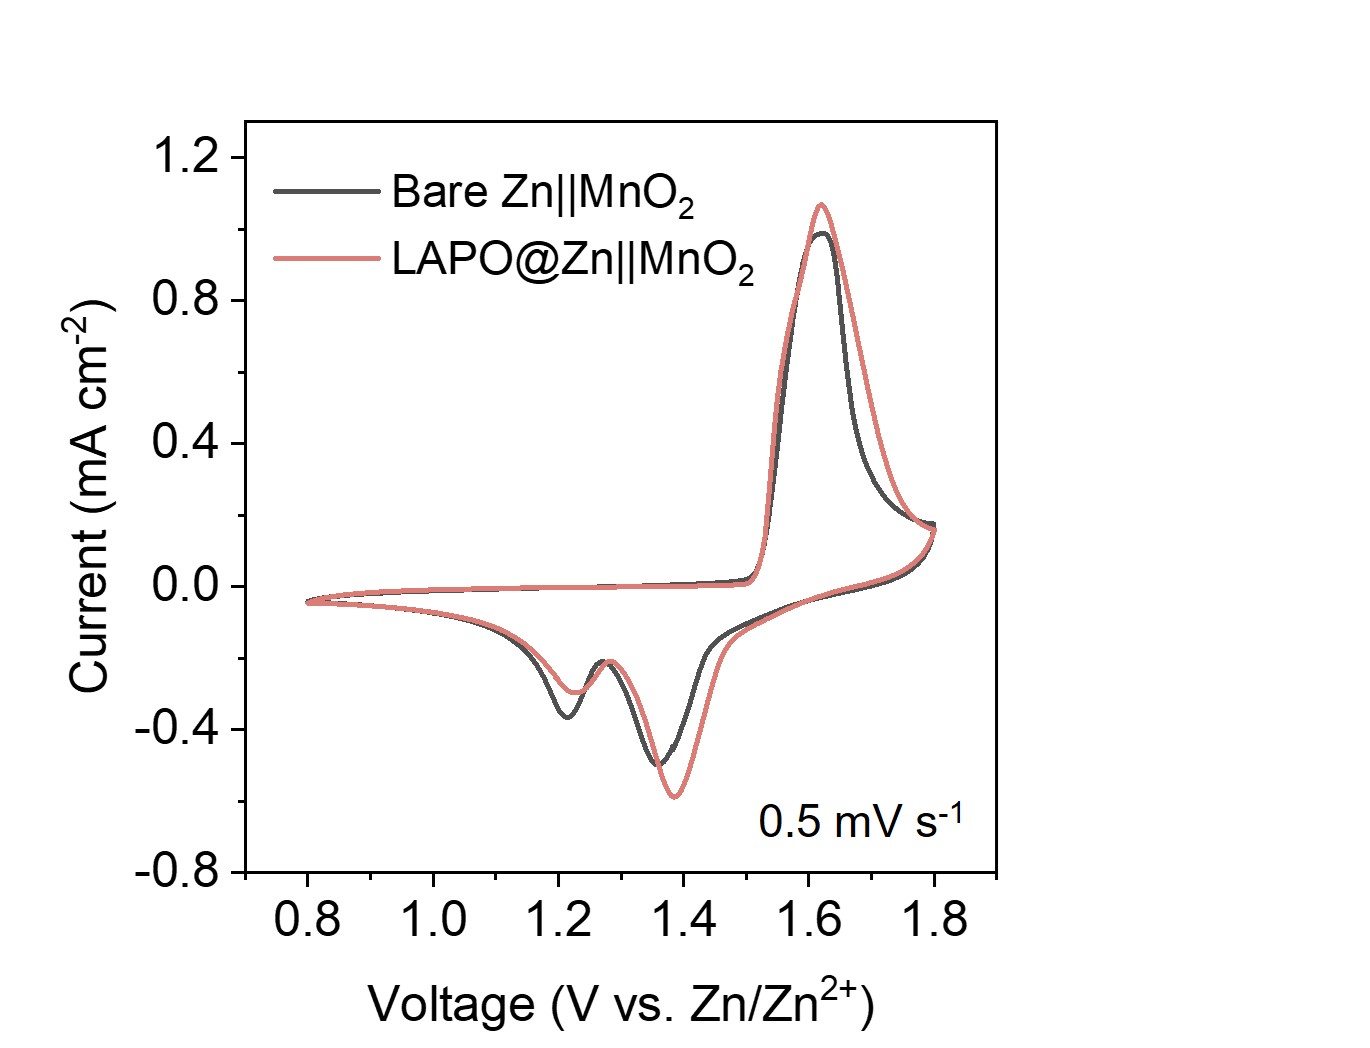 Bare Zn||MnO₂
LAPO@Zn||MnO₂
1.2
0.8
0.4
0.0
-0.4
-0.8
Current (mA cm⁻²)
0.5 mV s⁻¹
0.8 1.0 1.2 1.4 1.6 1.8
Voltage (V vs. Zn/Zn²⁺)